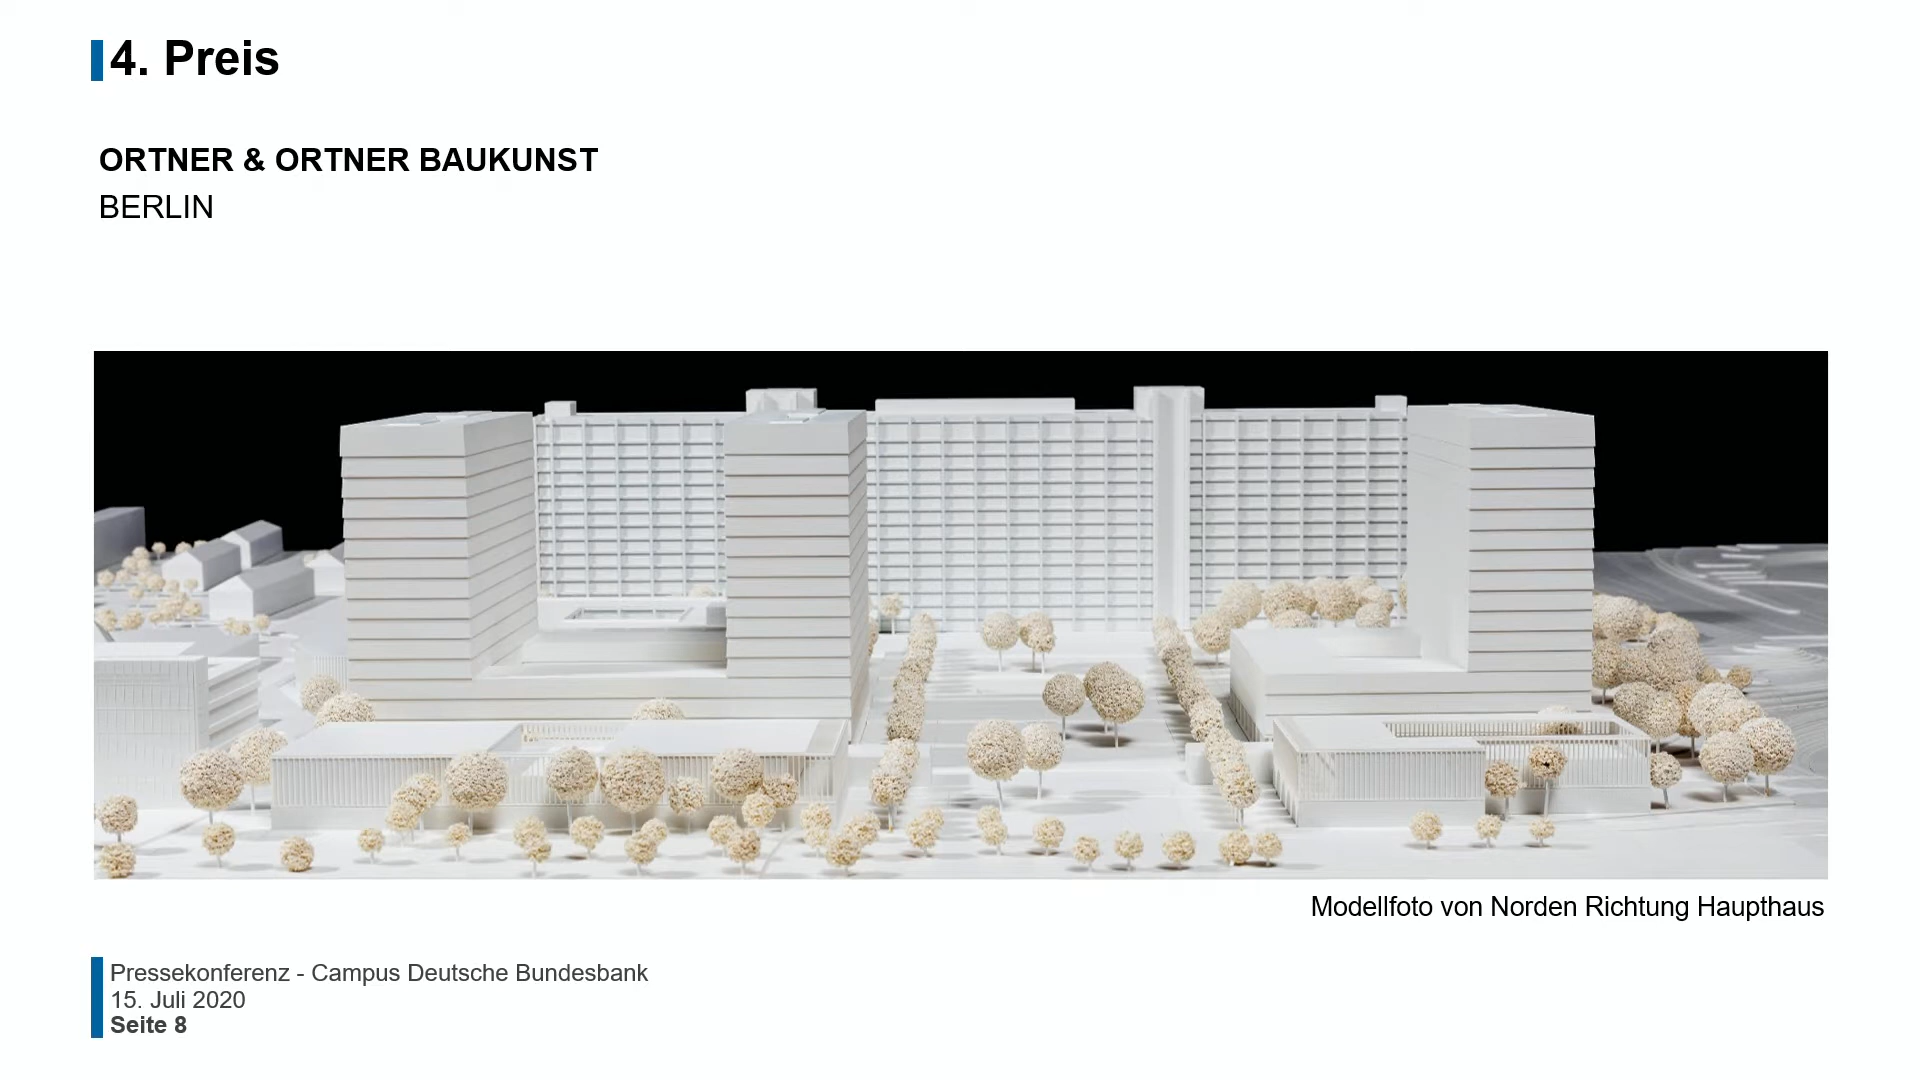 4. Preis
ORTNER & ORTNER BAUKUNST
BERLIN
Modellfoto von Norden Richtung Haupthaus
Pressekonferenz - Campus Deutsche Bundesbank
15. Juli 2020
Seite 8